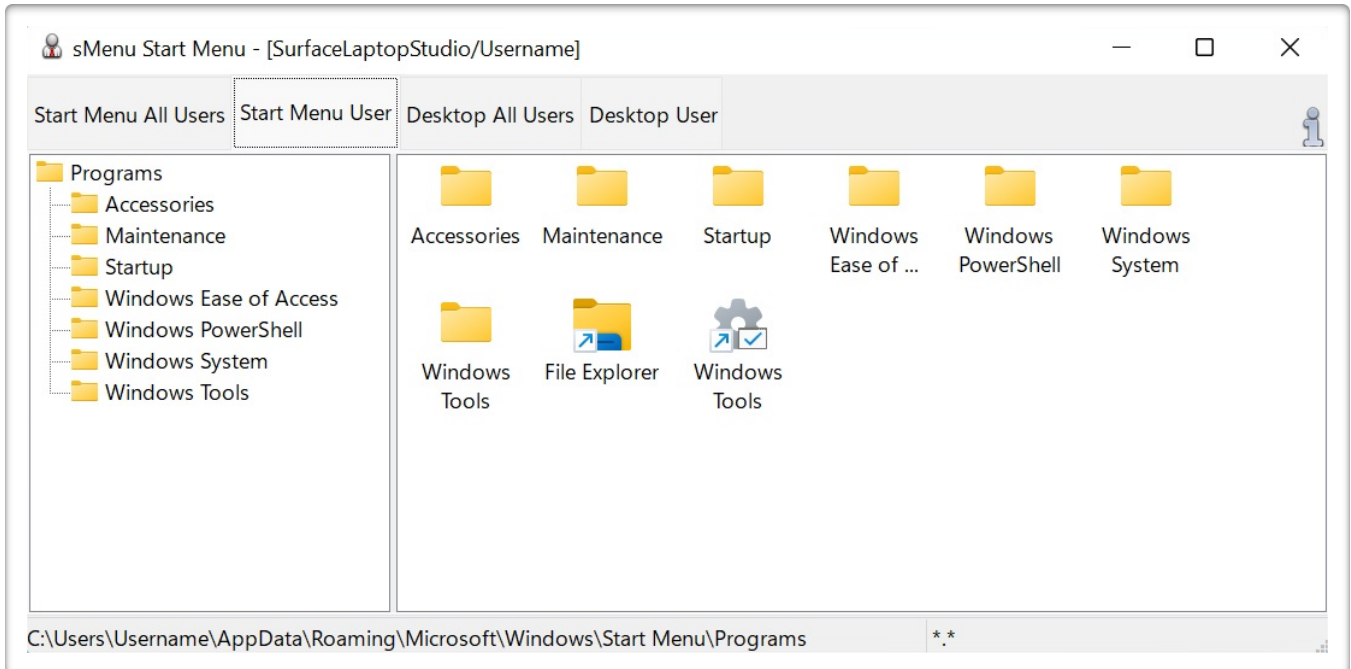 sMenu Start Menu - [SurfaceLaptopStudio/Username]
Start Menu All Users Start Menu User Desktop All Users Desktop User
Programs
Accessories
Maintenance
Startup
Windows Ease of Access
Windows PowerShell
Windows System
Windows Tools
Accessories Maintenance Startup Windows Windows Windows
Ease of ... PowerShell System
Windows File Explorer Windows
Tools Tools
C:\Users\Username\AppData\Roaming\Microsoft\Windows\Start Menu\Programs *.*